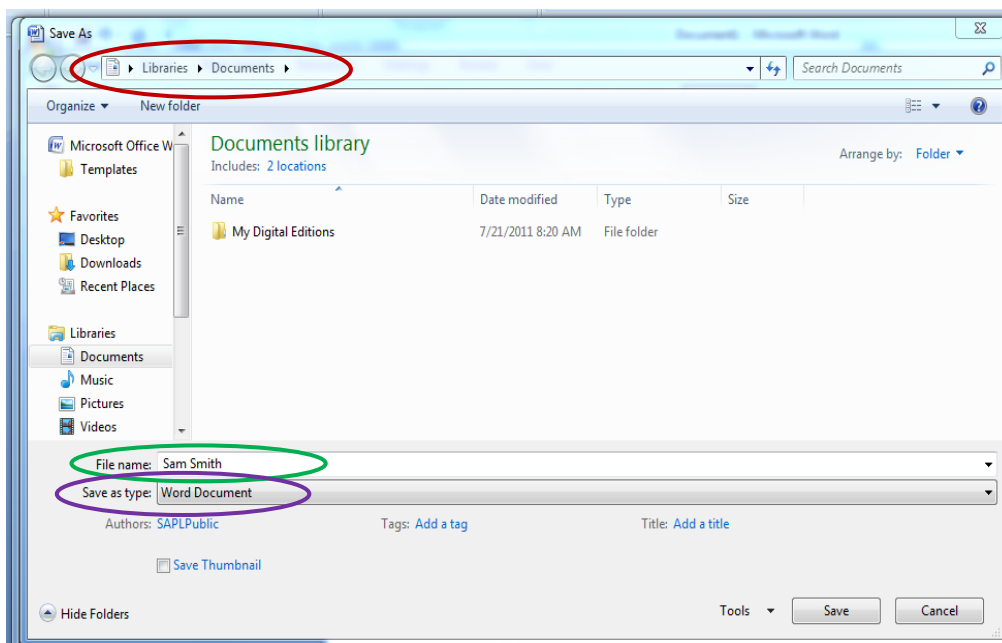 Save As
Libraries Documents
Search Documents
Organize New folder
Microsoft Office W
Templates
Favorites
Desktop
Downloads
Recent Places
Libraries
Documents
Music
Pictures
Videos
Documents library
Includes: 2 locations
Arrange by: Folder
Name Date modified Type Size
My Digital Editions 7/21/2011 8:20 AM File folder
File name: Sam Smith
Save as type: Word Document
Authors: SAPLPublic Tags: Add a tag Title: Add a title
Save Thumbnail
Hide Folders Tools Save Cancel